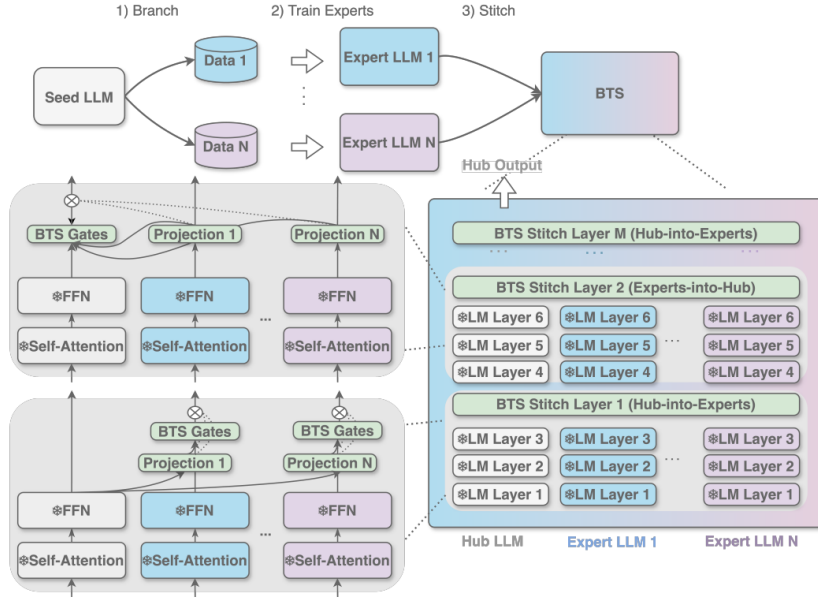 1) Branch
2) Train Experts
3) Stitch
Seed LLM
Data 1
Data N
Expert LLM 1
Expert LLM N
BTS
Hub Output
BTS Gates
Projection 1
Projection N
❄FFN
❄FFN
❄FFN
...
❄Self-Attention
❄Self-Attention
❄Self-Attention
BTS Gates
BTS Gates
Projection 1
Projection N
❄FFN
❄FFN
❄FFN
...
❄Self-Attention
❄Self-Attention
❄Self-Attention
BTS Stitch Layer M (Hub-into-Experts)
... ... ...
BTS Stitch Layer 2 (Experts-into-Hub)
❄LM Layer 6 ❄LM Layer 6 ❄LM Layer 6
❄LM Layer 5 ❄LM Layer 5 ... ❄LM Layer 5
❄LM Layer 4 ❄LM Layer 4 ❄LM Layer 4
BTS Stitch Layer 1 (Hub-into-Experts)
❄LM Layer 3 ❄LM Layer 3 ❄LM Layer 3
❄LM Layer 2 ❄LM Layer 2 ... ❄LM Layer 2
❄LM Layer 1 ❄LM Layer 1 ❄LM Layer 1
Hub LLM Expert LLM 1 Expert LLM N